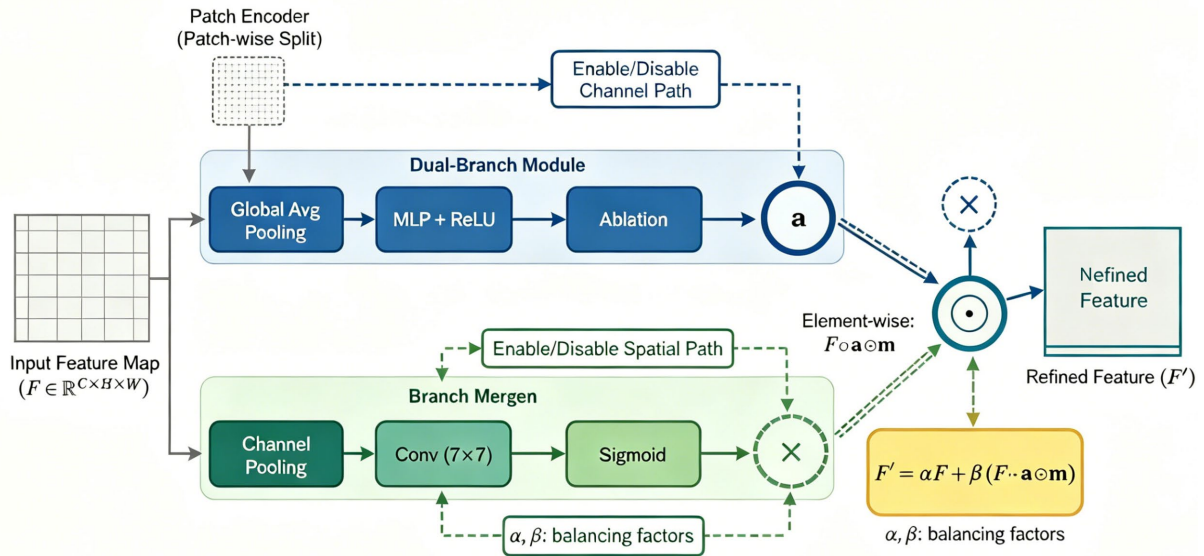 Patch Encoder
(Patch-wise Split)
Enable/Disable
Channel Path
Dual-Branch Module
Global Avg
Pooling
MLP + ReLU
Ablation
a
×
Nefined
Feature
Input Feature Map
(F ∈ ℝ^{C×H×W})
Element-wise:
F○a⊙m
Refined Feature (F′)
Enable/Disable Spatial Path
Branch Mergen
Channel
Pooling
Conv (7×7)
Sigmoid
×
F′ = αF + β (F·· a⊙m)
α, β: balancing factors
α, β: balancing factors